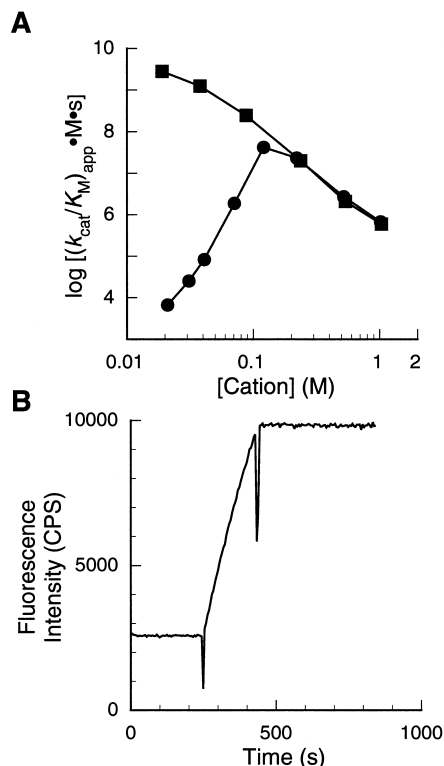 A
10
8
6
4
log [(kcat/KM)app •M•s]
0.01
0.1
1
2
[Cation] (M)
B
10000
5000
0
Fluorescence
Intensity (CPS)
0
500
1000
Time (s)